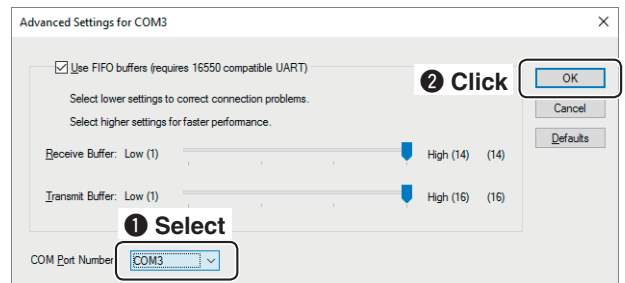 Advanced Settings for COM3
Use FIFO buffers (requires 16550 compatible UART)
❷ Click
OK
Select lower settings to correct connection problems.
Cancel
Select higher settings for faster performance.
Defaults
Receive Buffer: Low (1) High (14) (14)
Transmit Buffer: Low (1) High (16) (16)
❶ Select
COM Port Number COM3